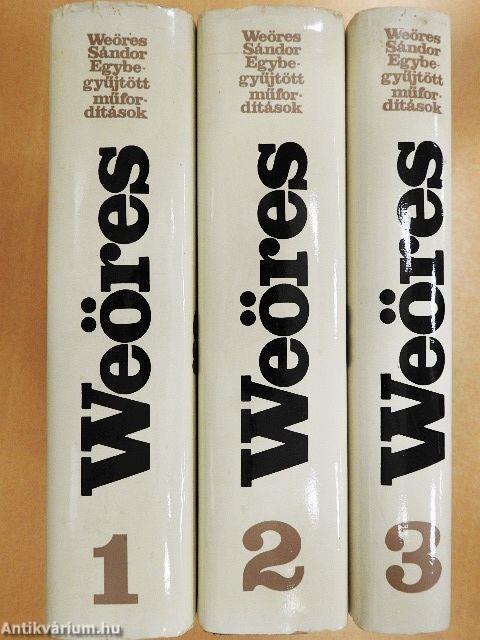 Weöres
Sándor
Egybe-
gyűjtött
műfor-
dítások
Weöres
1
Weöres
Sándor
Egybe-
gyűjtött
műfor-
dítások
Weöres
2
Weöres
Sándor
Egybe-
gyűjtött
műfor-
dítások
Weöres
3
Antikvárium.hu